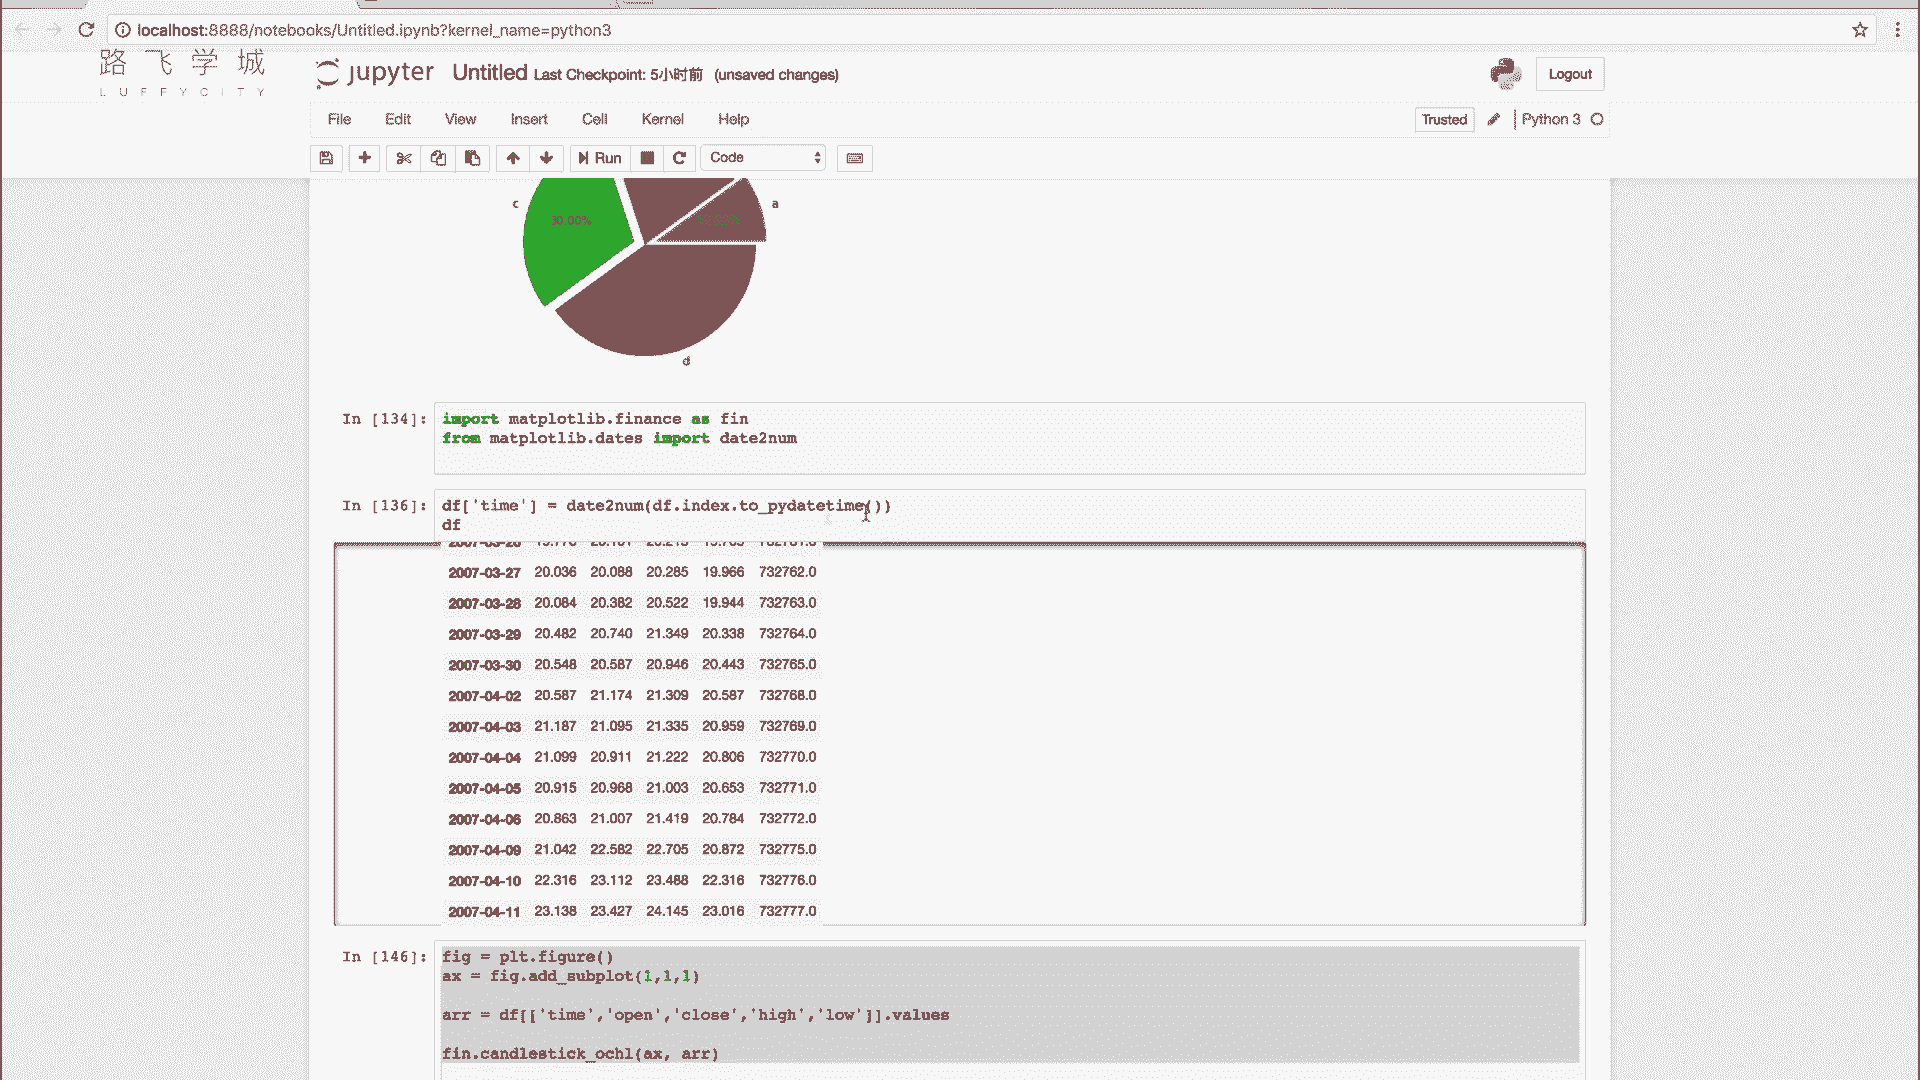 localhost:8888/notebooks/Untitled.ipynb?kernel_name=python3
路飞学城
LUFFYCITY
jupyter Untitled Last Checkpoint: 5小时前 (unsaved changes)
Logout
File Edit View Insert Cell Kernel Help
Trusted Python 3
Run Code
c 30.00% a
d
In [134]: import matplotlib.finance as fin
from matplotlib.dates import date2num
In [136]: df['time'] = date2num(df.index.to_pydatetime())
df
2007-03-27 20.036 20.088 20.285 19.966 732762.0
2007-03-28 20.084 20.382 20.522 19.944 732763.0
2007-03-29 20.482 20.740 21.349 20.338 732764.0
2007-03-30 20.548 20.587 20.946 20.443 732765.0
2007-04-02 20.587 21.174 21.309 20.587 732768.0
2007-04-03 21.187 21.095 21.335 20.959 732769.0
2007-04-04 21.099 20.911 21.222 20.806 732770.0
2007-04-05 20.915 20.968 21.003 20.653 732771.0
2007-04-06 20.863 21.007 21.419 20.784 732772.0
2007-04-09 21.042 22.582 22.705 20.872 732775.0
2007-04-10 22.316 23.112 23.488 22.316 732776.0
2007-04-11 23.138 23.427 24.145 23.016 732777.0
In [146]: fig = plt.figure()
ax = fig.add_subplot(1,1,1)
arr = df[['time','open','close','high','low']].values
fin.candlestick_ochl(ax, arr)